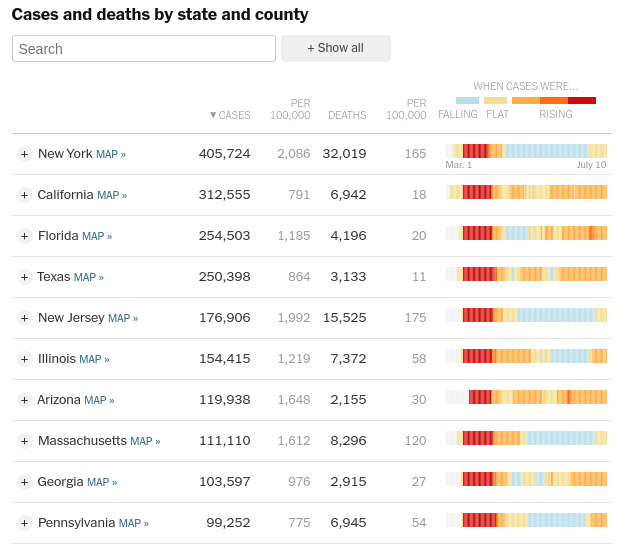 Cases and deaths by state and county
Search
+ Show all
WHEN CASES WERE...
FALLING FLAT RISING
▼ CASES PER 100,000 DEATHS PER 100,000
+ New York MAP » 405,724 2,086 32,019 165
Mar. 1 July 10
+ California MAP » 312,555 791 6,942 18
+ Florida MAP » 254,503 1,185 4,196 20
+ Texas MAP » 250,398 864 3,133 11
+ New Jersey MAP » 176,906 1,992 15,525 175
+ Illinois MAP » 154,415 1,219 7,372 58
+ Arizona MAP » 119,938 1,648 2,155 30
+ Massachusetts MAP » 111,110 1,612 8,296 120
+ Georgia MAP » 103,597 976 2,915 27
+ Pennsylvania MAP » 99,252 775 6,945 54